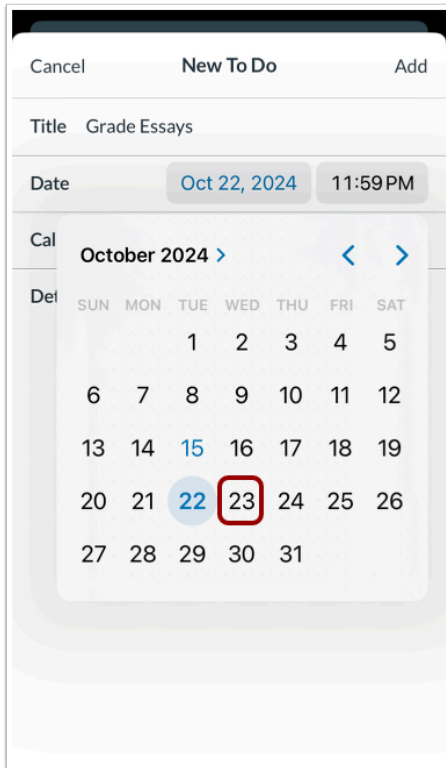 Cancel New To Do Add
Title Grade Essays
Date Oct 22, 2024 11:59 PM
Cal
October 2024 >
Det
SUN MON TUE WED THU FRI SAT
1 2 3 4 5
6 7 8 9 10 11 12
13 14 15 16 17 18 19
20 21 22 23 24 25 26
27 28 29 30 31